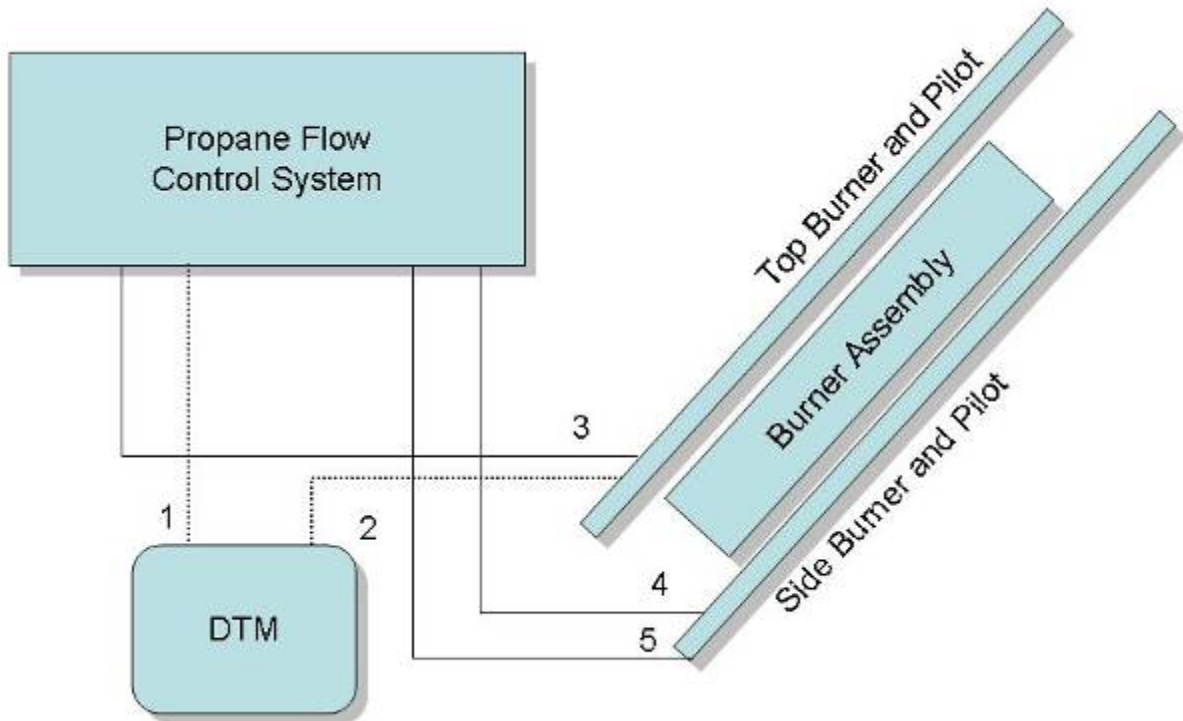 Propane Flow
Control System
Top Burner and Pilot
Burner Assembly
Side Burner and Pilot
3
1
2
4
5
DTM